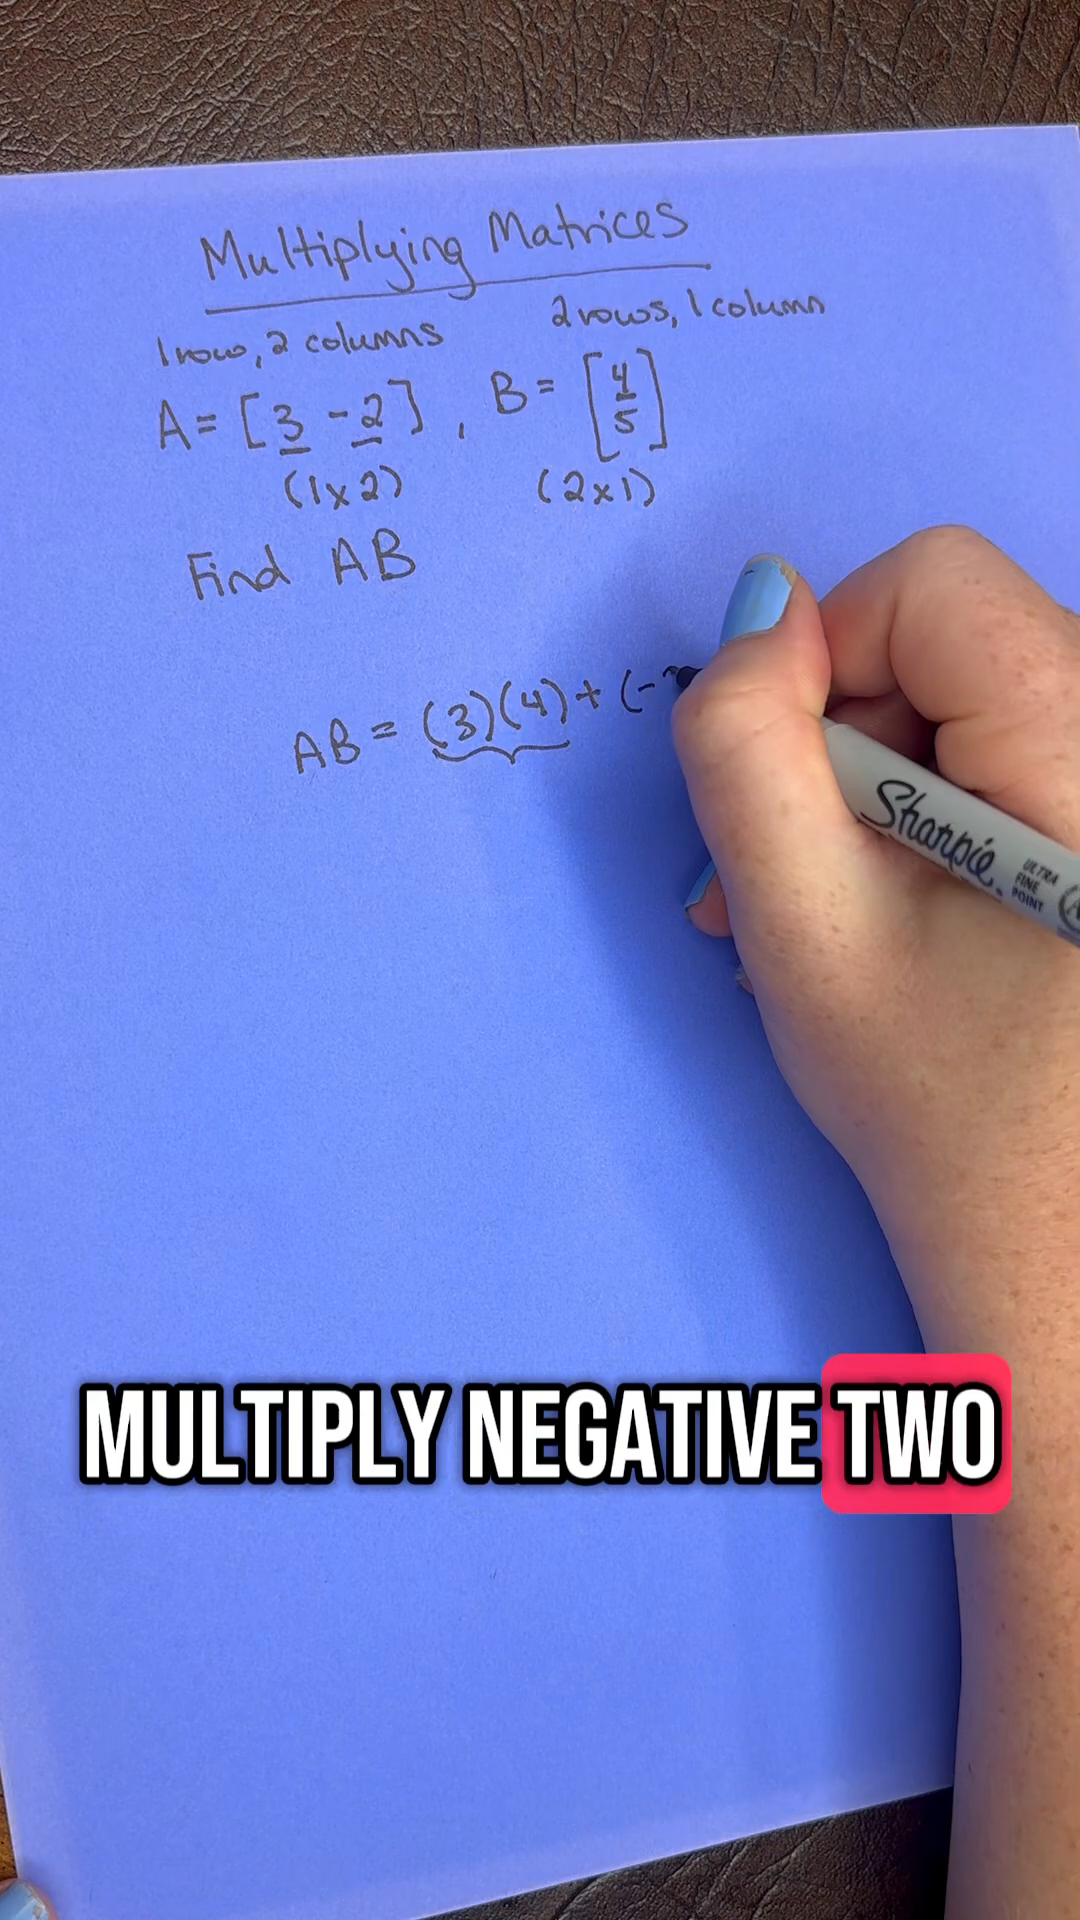 Multiplying Matrices
1 row, 2 columns
2 rows, 1 column
A = [3 -2], B = [4
5]
(1x2)
(2x1)
Find AB
AB = (3)(4) + (-
Sharpie
ULTRA
FINE
POINT
MULTIPLY NEGATIVE TWO